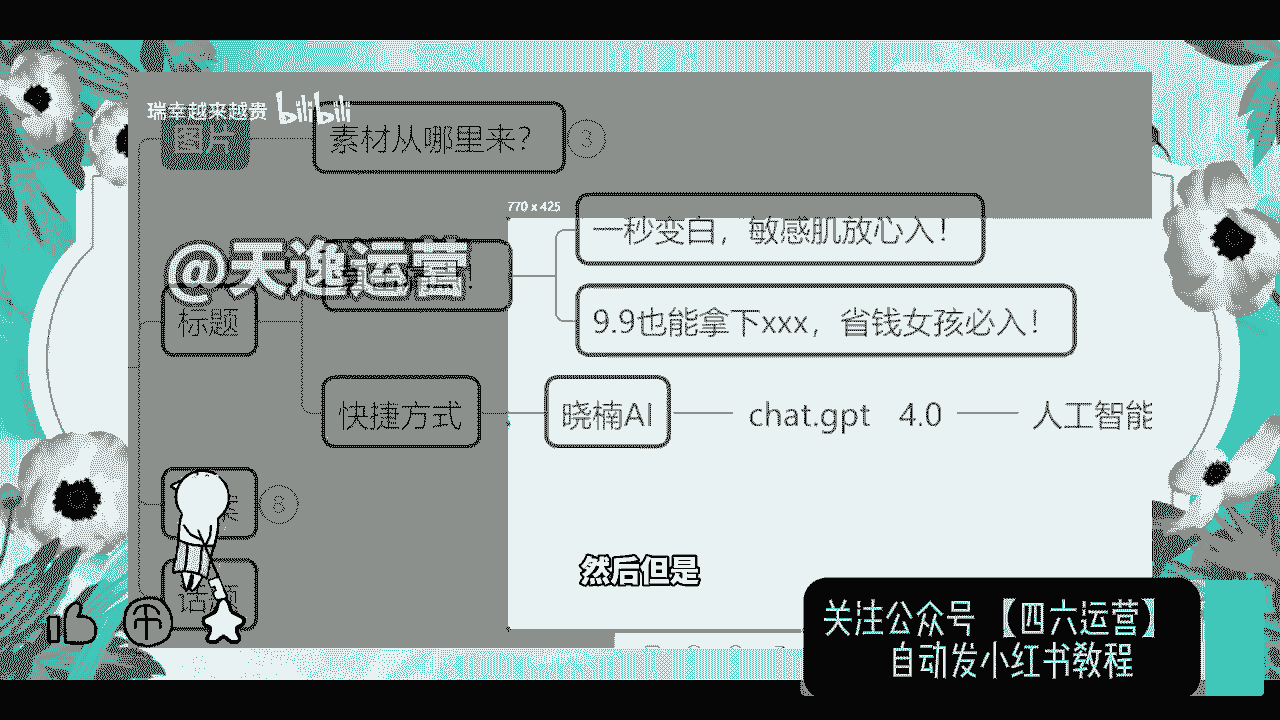 瑞幸越来越贵 bilibili
图片
素材从哪里来？
3
770 x 425
一秒变白，敏感肌放心入！
@天逸运营
标题
9.9也能拿下xxx，省钱女孩必入！
快捷方式
晓楠AI
chat.gpt 4.0
人工智能
8
然后但是
关注公众号【四六运营】
自动发小红书教程